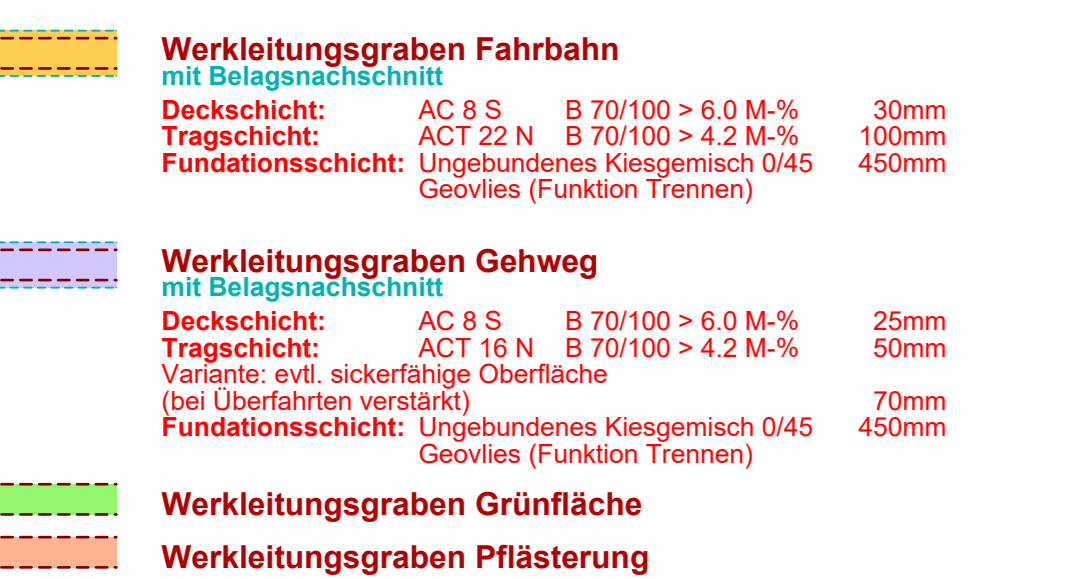 Werkleitungsgraben Fahrbahn
mit Belagsnachschnitt
Deckschicht: AC 8 S B 70/100 > 6.0 M-% 30mm
Tragschicht: ACT 22 N B 70/100 > 4.2 M-% 100mm
Fundationsschicht: Ungebundenes Kiesgemisch 0/45 450mm
Geovlies (Funktion Trennen)
Werkleitungsgraben Gehweg
mit Belagsnachschnitt
Deckschicht: AC 8 S B 70/100 > 6.0 M-% 25mm
Tragschicht: ACT 16 N B 70/100 > 4.2 M-% 50mm
Variante: evtl. sickerfähige Oberfläche
(bei Überfahrten verstärkt) 70mm
Fundationsschicht: Ungebundenes Kiesgemisch 0/45 450mm
Geovlies (Funktion Trennen)
Werkleitungsgraben Grünfläche
Werkleitungsgraben Pflästerung